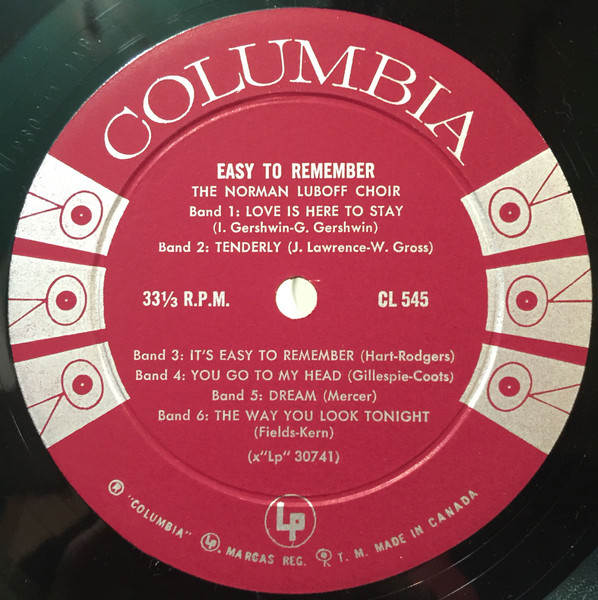 COLUMBIA
EASY TO REMEMBER
THE NORMAN LUBOFF CHOIR
Band 1: LOVE IS HERE TO STAY
(I. Gershwin-G. Gershwin)
Band 2: TENDERLY (J. Lawrence-W. Gross)
33⅓ R.P.M.
CL 545
Band 3: IT'S EASY TO REMEMBER (Hart-Rodgers)
Band 4: YOU GO TO MY HEAD (Gillespie-Coots)
Band 5: DREAM (Mercer)
Band 6: THE WAY YOU LOOK TONIGHT
(Fields-Kern)
(x"Lp" 30741)
Lp
® "COLUMBIA" Lp. MARCAS REG. T. M. MADE IN CANADA